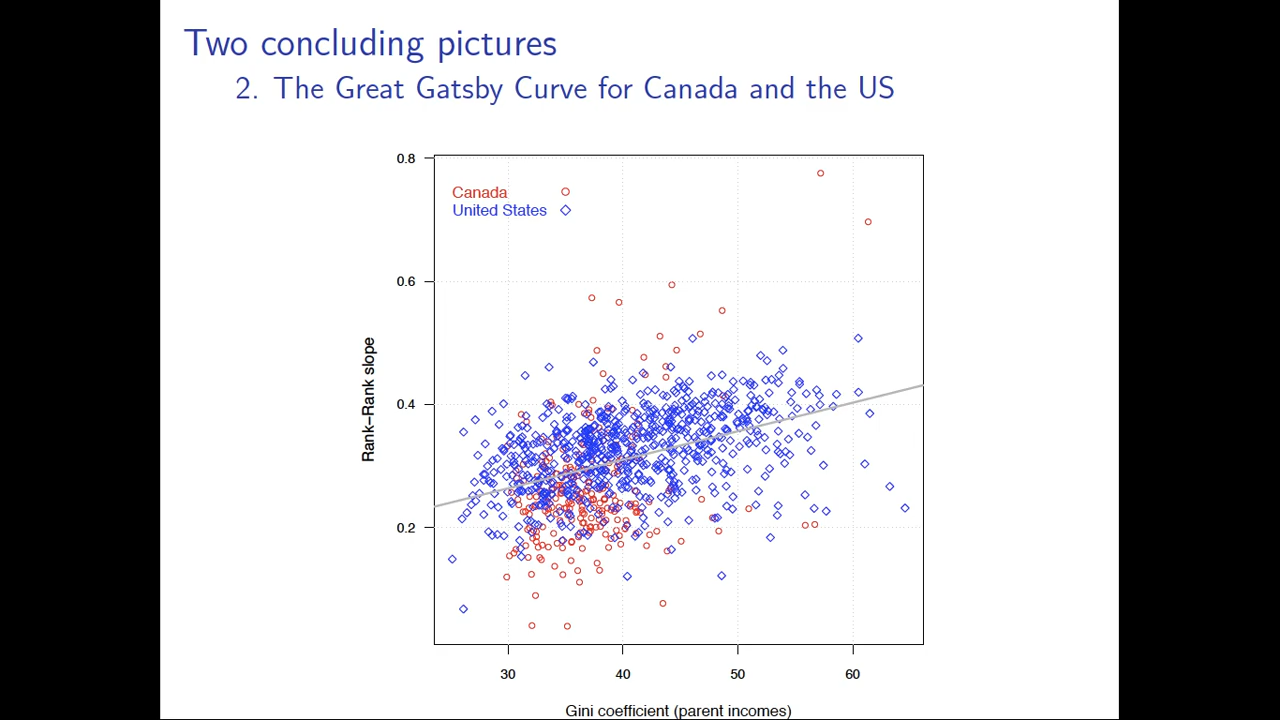 Two concluding pictures
2. The Great Gatsby Curve for Canada and the US
0.8
Canada
United States
0.6
Rank–Rank slope
0.4
0.2
30 40 50 60
Gini coefficient (parent incomes)